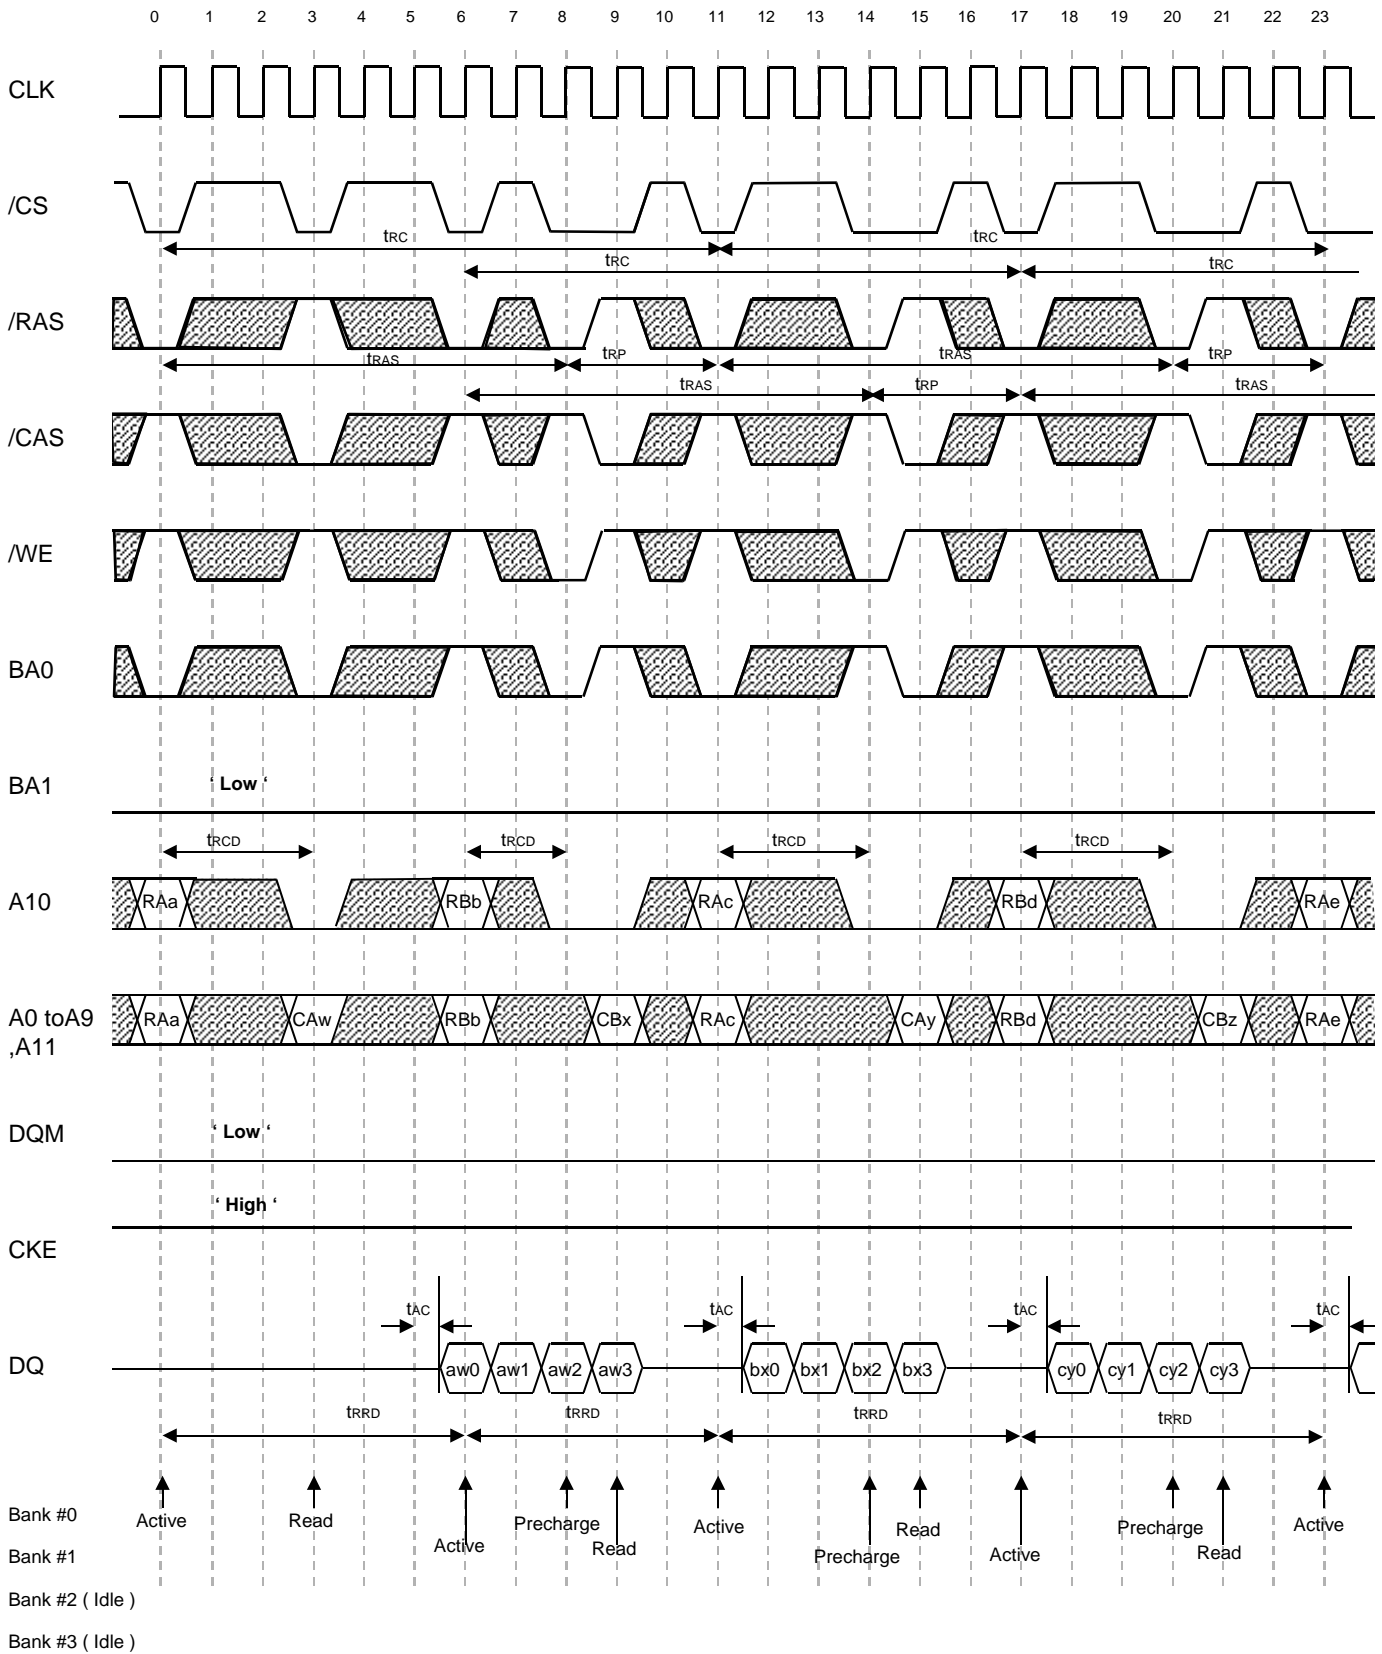 0 1 2 3 4 5 6 7 8 9 10 11 12 13 14 15 16 17 18 19 20 21 22 23
CLK
/CS
tRC tRC
tRC tRC
/RAS
tRAS tRP tRAS tRP
tRAS tRP tRAS
/CAS
/WE
BA0
BA1 ‘ Low ‘
tRCD tRCD tRCD tRCD
A10 RAa RBb RAc RBd RAe
A0 toA9 RAa CAw RBb CBx RAc CAy RBd CBz RAe
,A11
DQM ‘ Low ‘
‘ High ‘
CKE
tAC tAC tAC tAC
DQ aw0 aw1 aw2 aw3 bx0 bx1 bx2 bx3 cy0 cy1 cy2 cy3
tRRD tRRD tRRD tRRD
Bank #0 Active Read Precharge Active Read Precharge Active
Bank #1 Active Read Precharge Active Read
Bank #2 ( Idle )
Bank #3 ( Idle )